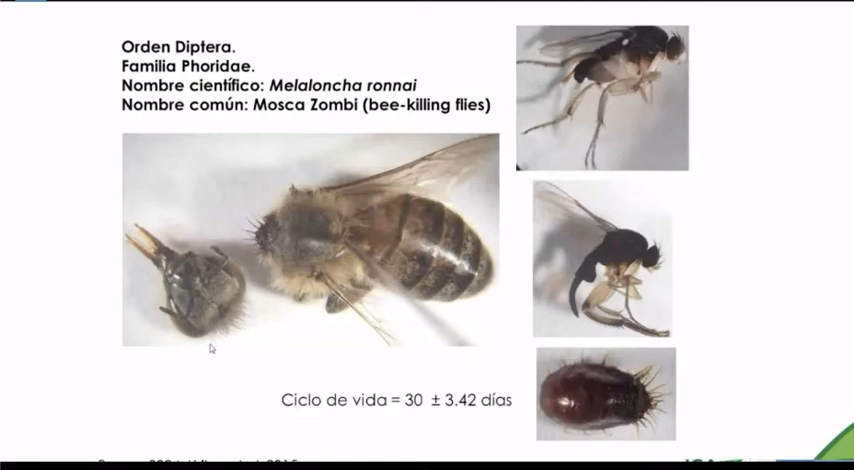 Orden Diptera.
Familia Phoridae.
Nombre científico: Melaloncha ronnai
Nombre común: Mosca Zombi (bee-killing flies)
Ciclo de vida = 30 ± 3.42 días